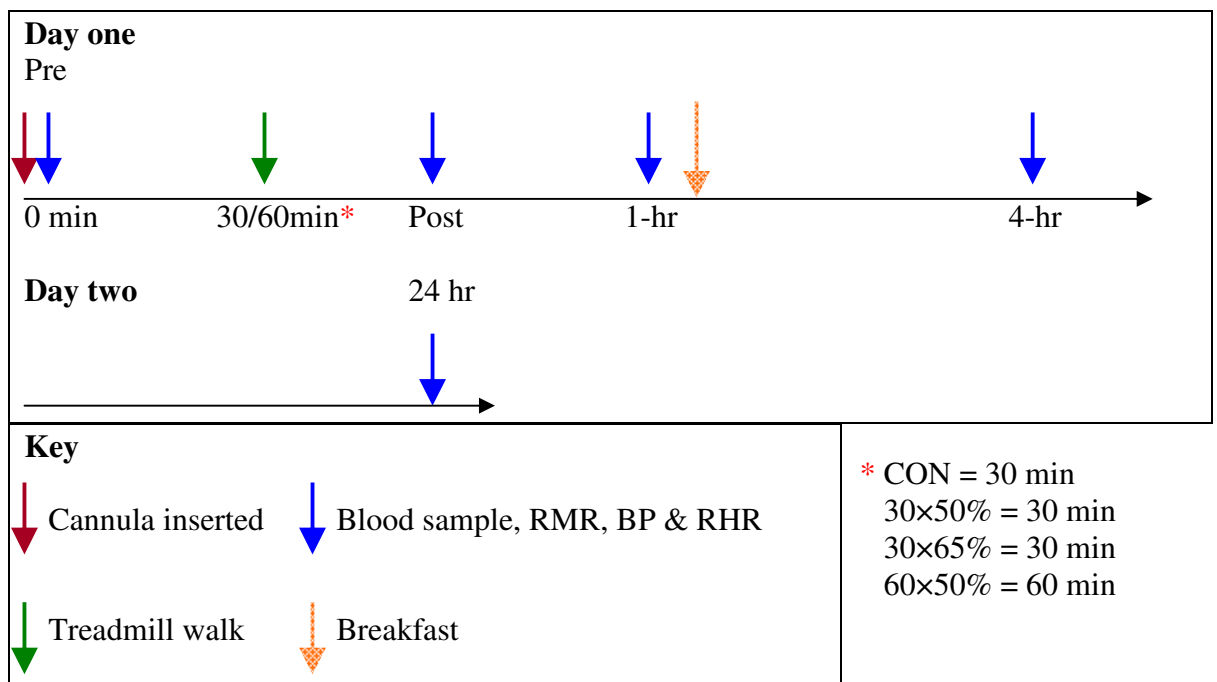 Day one
Pre
0 min 30/60min* Post 1-hr 4-hr
Day two 24 hr
Key
Cannula inserted Blood sample, RMR, BP & RHR
Treadmill walk Breakfast
* CON = 30 min
30×50% = 30 min
30×65% = 30 min
60×50% = 60 min